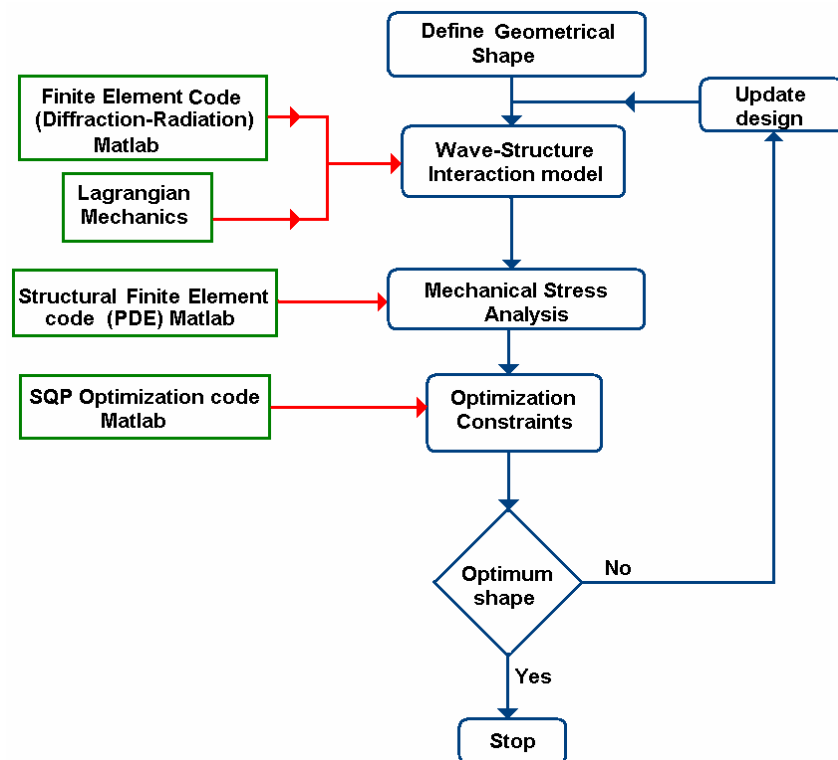 Define Geometrical
Shape
Finite Element Code
(Diffraction-Radiation)
Matlab
Update
design
Wave-Structure
Interaction model
Lagrangian
Mechanics
Structural Finite Element
code (PDE) Matlab
Mechanical Stress
Analysis
SQP Optimization code
Matlab
Optimization
Constraints
Optimum
shape
No
Yes
Stop